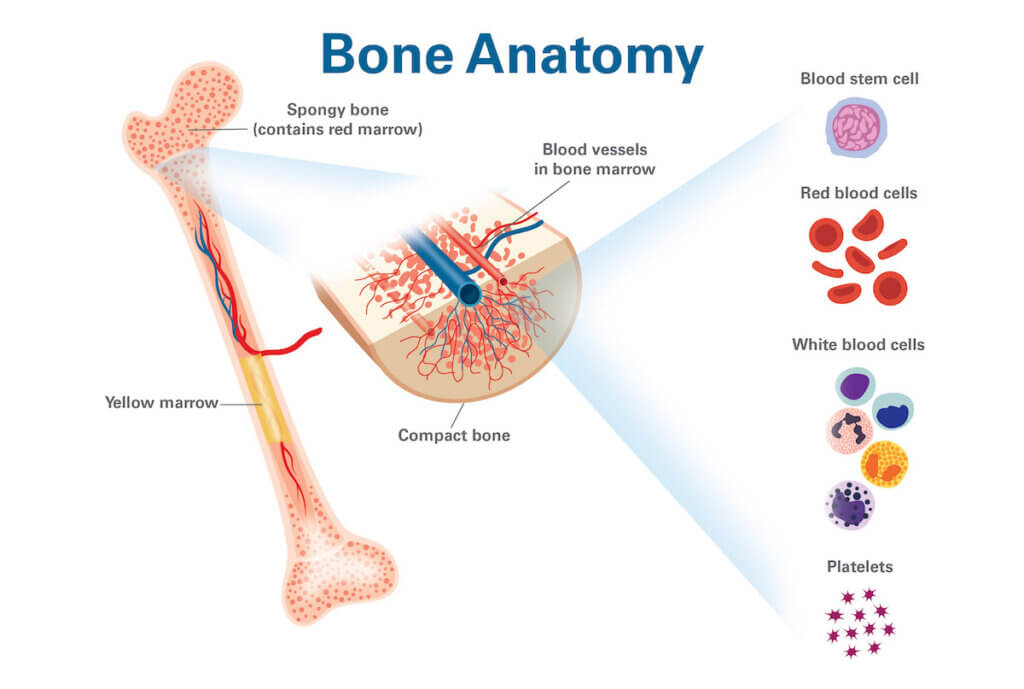 Bone Anatomy
Spongy bone
(contains red marrow)
Blood vessels
in bone marrow
Yellow marrow
Compact bone
Blood stem cell
Red blood cells
White blood cells
Platelets